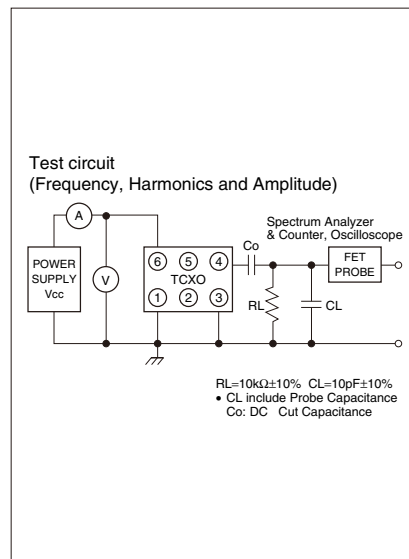 Test circuit
(Frequency, Harmonics and Amplitude)
A
Spectrum Analyzer
& Counter, Oscilloscope
Co
POWER
SUPPLY
Vcc
V
6 5 4
TCXO
1 2 3
FET
PROBE
RL
CL
RL=10kΩ±10% CL=10pF±10%
• CL include Probe Capacitance
Co: DC Cut Capacitance